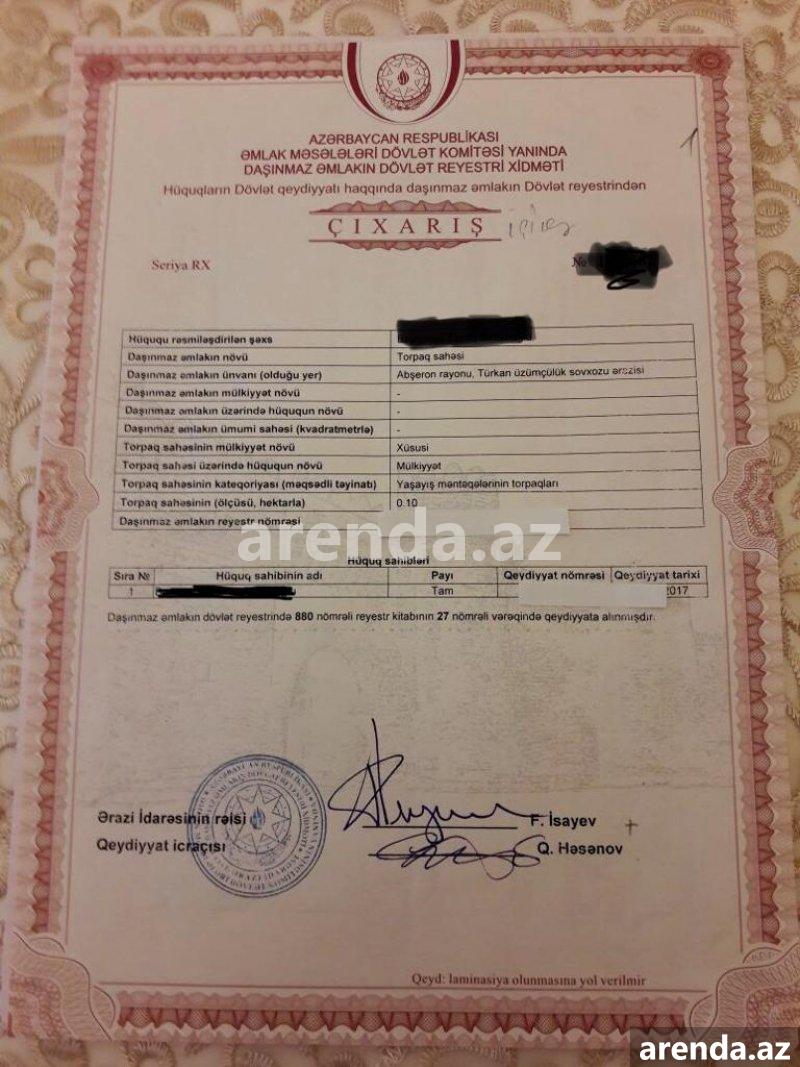 AZƏRBAYCAN RESPUBLİKASI
ƏMLAK MƏSƏLƏLƏRİ DÖVLƏT KOMİTƏSİ YANINDA
DAŞINMAZ ƏMLAKIN DÖVLƏT REYESTRİ XİDMƏTİ
Hüquqların Dövlət qeydiyyatı haqqında daşınmaz əmlakın Dövlət reyestrindən
ÇIXARIŞ
Seriya RX
№
1
Hüququ rəsmiləşdirilən şəxs
Daşınmaz əmlakın növü Torpaq sahəsi
Daşınmaz əmlakın ünvanı (olduğu yer) Abşeron rayonu, Türkan üzümçülük sovxozu ərazisi
Daşınmaz əmlakın mülkiyyət növü -
Daşınmaz əmlakın üzərində hüququn növü -
Daşınmaz əmlakın ümumi sahəsi (kvadratmetrlə) -
Torpaq sahəsinin mülkiyyət növü Xüsusi
Torpaq sahəsi üzərində hüququn növü Mülkiyyət
Torpaq sahəsinin kateqoriyası (məqsədli təyinatı) Yaşayış məntəqələrinin torpaqları
Torpaq sahəsinin (ölçüsü, hektarla) 0.10
Daşınmaz əmlakın reyestr nömrəsi
arenda.az
Hüquq sahibləri
Sıra № Hüquq sahibinin adı Payı Qeydiyyat nömrəsi Qeydiyyat tarixi
1 Tam 2017
Daşınmaz əmlakın dövlət reyestrində 880 nömrəli reyestr kitabının 27 nömrəli vərəqində qeydiyyata alınmışdır.
Ərazi İdarəsinin rəisi F. İsayev
Qeydiyyat icraçısı Q. Həsənov
Qeyd: laminasiya olunmasına yol verilmir
arenda.az